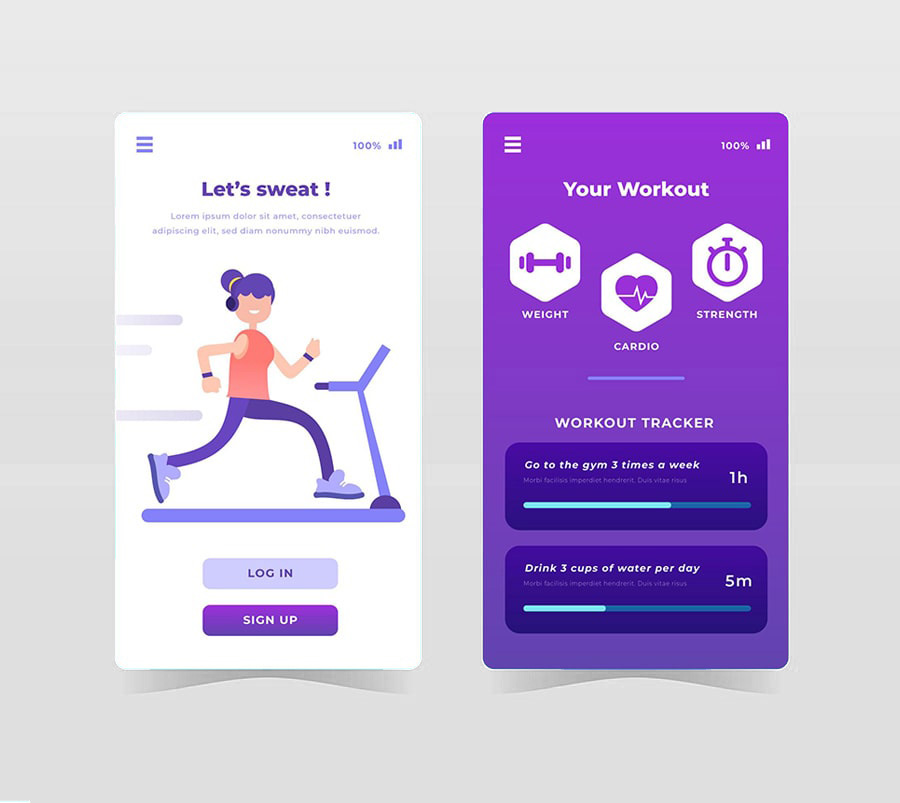 100%
Let's sweat !
Lorem ipsum dolor sit amet, consectetuer
adipiscing elit, sed diam nonummy nibh euismod.
LOG IN
SIGN UP
100%
Your Workout
WEIGHT
CARDIO
STRENGTH
WORKOUT TRACKER
Go to the gym 3 times a week
Morbi facilisis imperdiet hendrerit. Duis vitae risus
1h
Drink 3 cups of water per day
Morbi facilisis imperdiet hendrerit. Duis vitae risus
5m